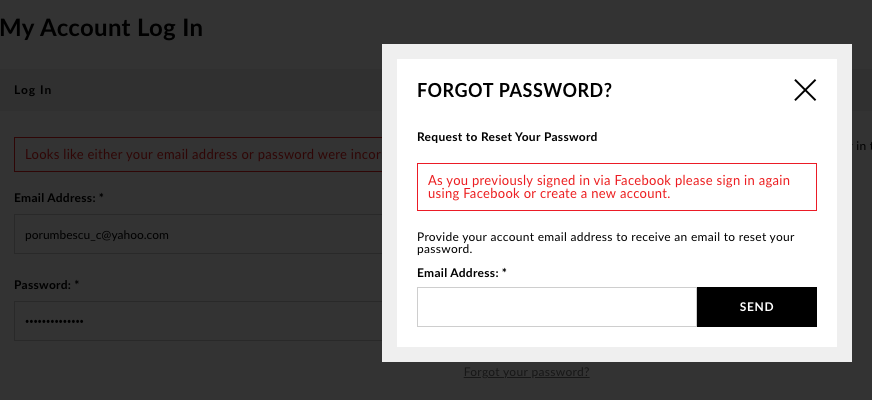 My Account Log In
Log In
Looks like either your email address or password were incor
Email Address: *
porumbescu_c@yahoo.com
Password: *
••••••••••••••
FORGOT PASSWORD?
Request to Reset Your Password
As you previously signed in via Facebook please sign in again
using Facebook or create a new account.
Provide your account email address to receive an email to reset your
password.
Email Address: *
SEND
in t
Forgot your password?